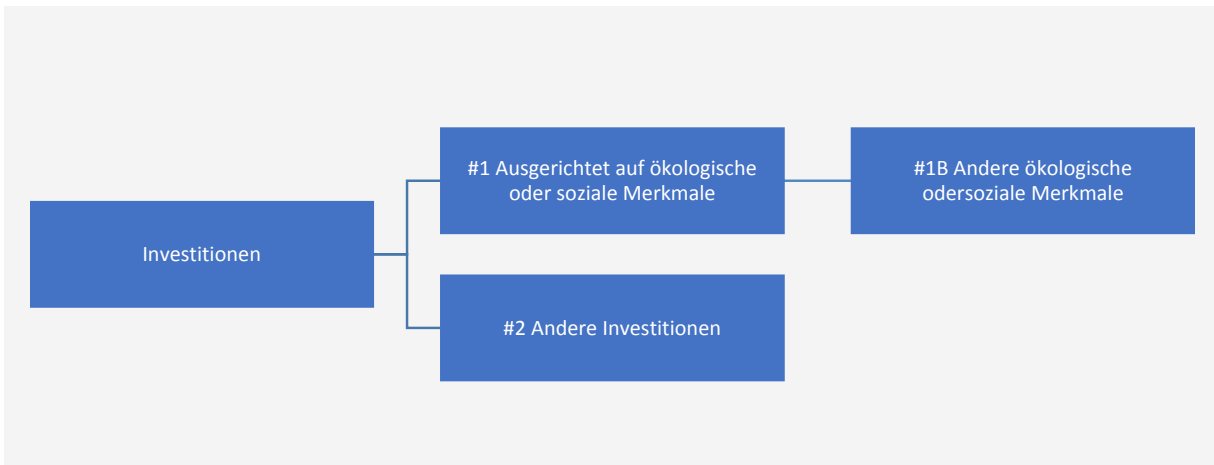 #1 Ausgerichtet auf ökologische
oder soziale Merkmale
#1B Andere ökologische
odersoziale Merkmale
Investitionen
#2 Andere Investitionen